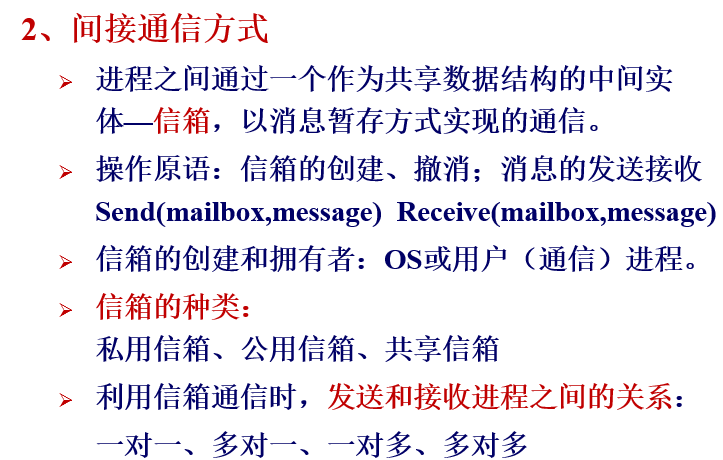 2、间接通信方式
进程之间通过一个作为共享数据结构的中间实
体—信箱，以消息暂存方式实现的通信。
操作原语：信箱的创建、撤消；消息的发送接收
Send(mailbox,message)  Receive(mailbox,message)
信箱的创建和拥有者：OS或用户（通信）进程。
信箱的种类：
私用信箱、公用信箱、共享信箱
利用信箱通信时，发送和接收进程之间的关系：
一对一、多对一、一对多、多对多